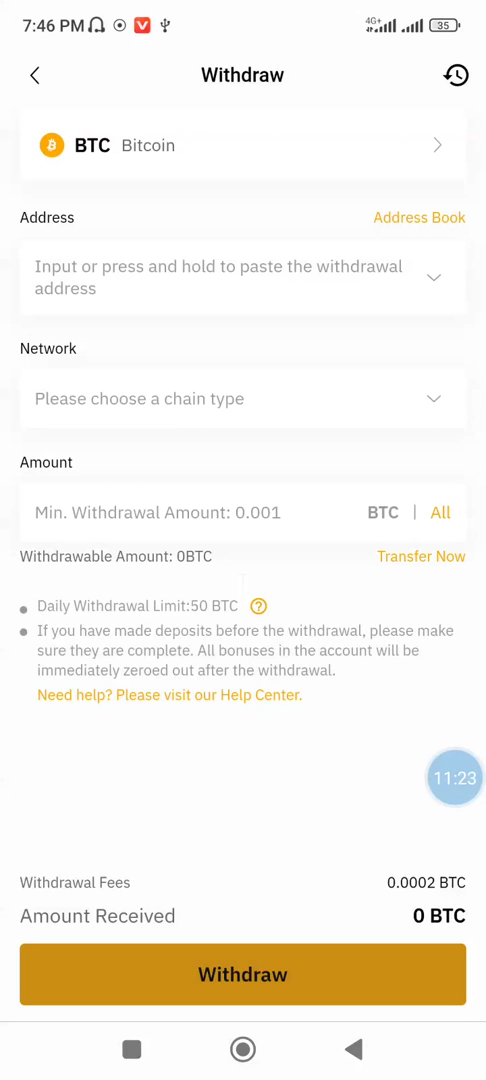 7:46 PM 4G+ 35
Withdraw
BTC Bitcoin
Address Address Book
Input or press and hold to paste the withdrawal
address
Network
Please choose a chain type
Amount
Min. Withdrawal Amount: 0.001 BTC | All
Withdrawable Amount: 0BTC Transfer Now
Daily Withdrawal Limit:50 BTC ?
If you have made deposits before the withdrawal, please make
sure they are complete. All bonuses in the account will be
immediately zeroed out after the withdrawal.
Need help? Please visit our Help Center.
11:23
Withdrawal Fees 0.0002 BTC
Amount Received 0 BTC
Withdraw